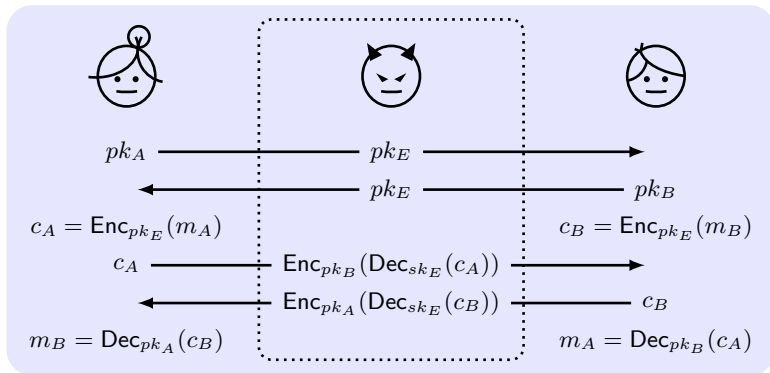 pk_A pk_E
pk_E pk_B
c_A = Enc_{pk_E}(m_A) c_B = Enc_{pk_E}(m_B)
c_A Enc_{pk_B}(Dec_{sk_E}(c_A))
Enc_{pk_A}(Dec_{sk_E}(c_B)) c_B
m_B = Dec_{pk_A}(c_B) m_A = Dec_{pk_B}(c_A)